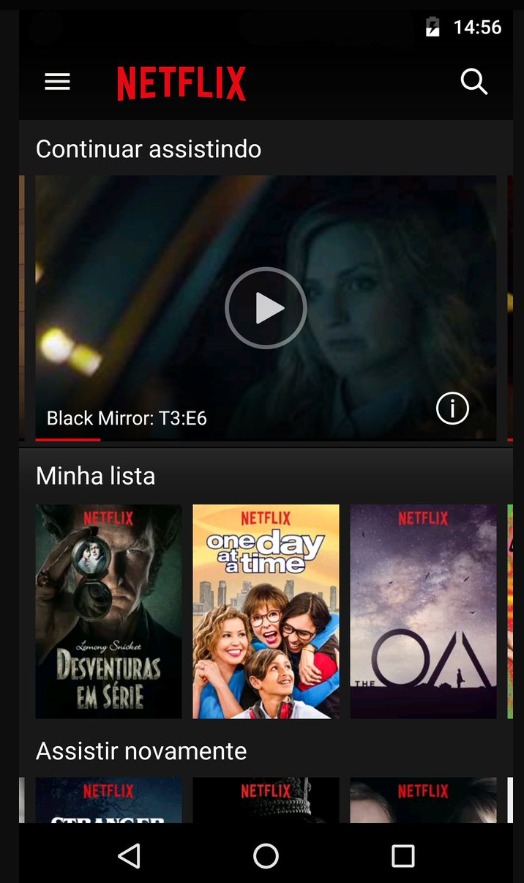 14:56
NETFLIX
Continuar assistindo
Black Mirror: T3:E6
Minha lista
NETFLIX
Lemony Snicket
DESVENTURAS
EM SÉRIE
NETFLIX
one day
at
a time
NETFLIX
THE OA
Assistir novamente
NETFLIX
STRANGER
NETFLIX
NETFLIX